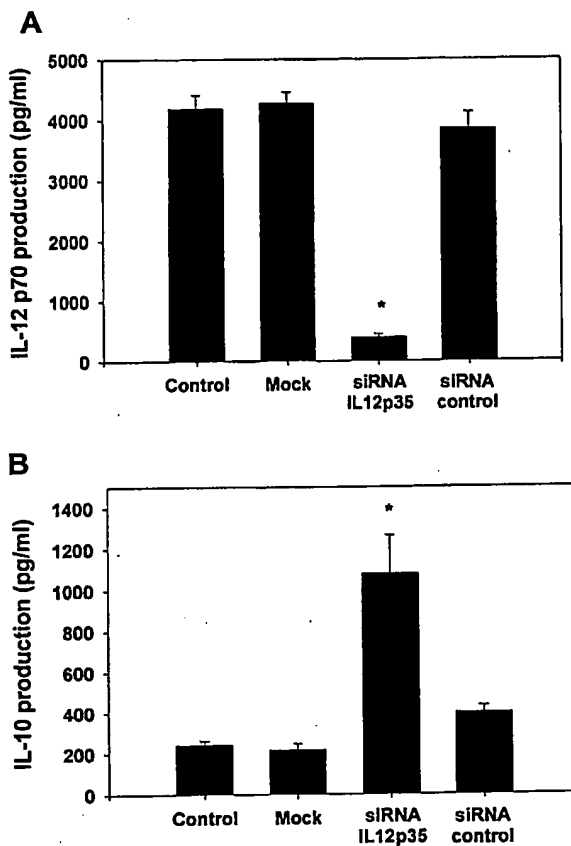 A
IL-12 p70 production (pg/ml)
5000
4000
3000
2000
1000
0
*
Control Mock siRNA IL12p35 siRNA control
B
IL-10 production (pg/ml)
1400
1200
1000
800
600
400
200
0
*
Control Mock siRNA IL12p35 siRNA control